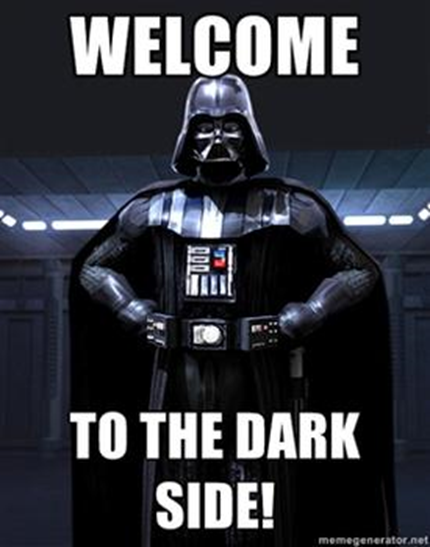 WELCOME
TO THE DARK
SIDE!
memegenerator.net